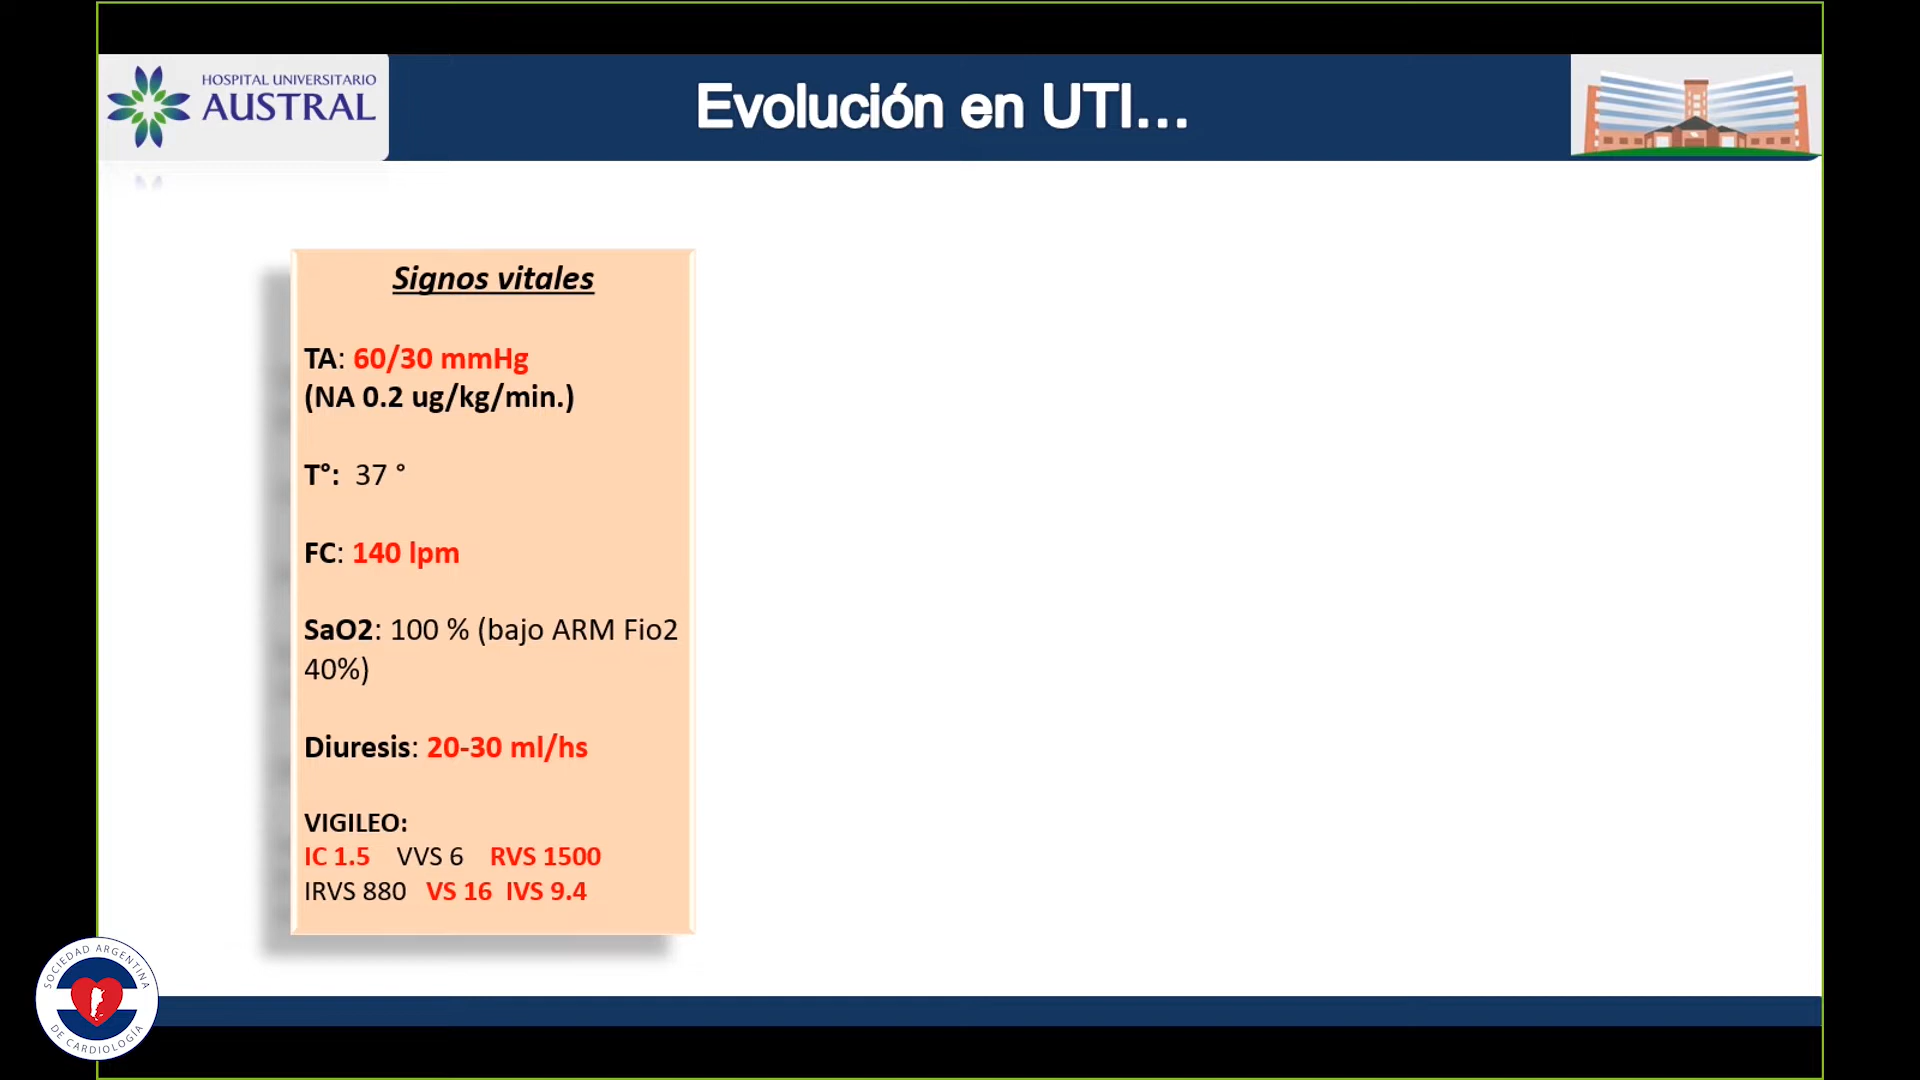 HOSPITAL UNIVERSITARIO
AUSTRAL
Evolución en UTI...
Signos vitales
TA: 60/30 mmHg
(NA 0.2 ug/kg/min.)
T°: 37 °
FC: 140 lpm
SaO2: 100 % (bajo ARM Fio2
40%)
Diuresis: 20-30 ml/hs
VIGILEO:
IC 1.5 VVS 6 RVS 1500
IRVS 880 VS 16 IVS 9.4
SOCIEDAD ARGENTINA
DE CARDIOLOGÍA